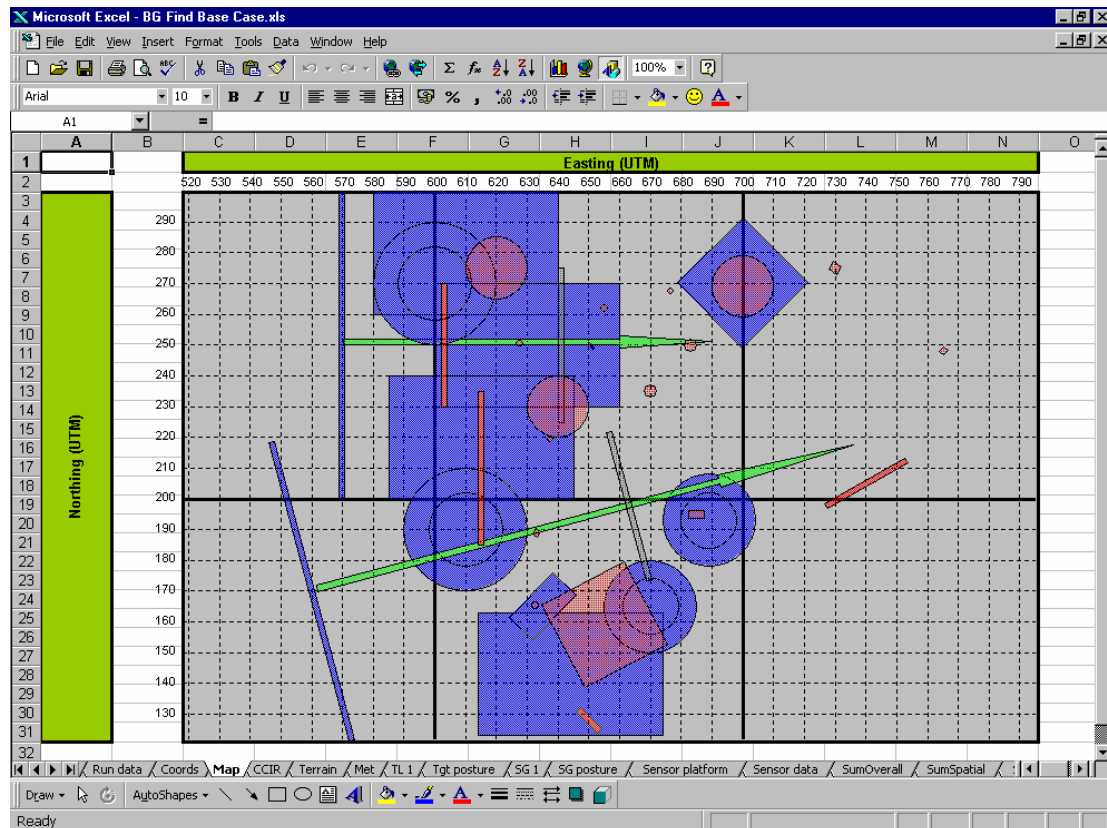 Microsoft Excel - BG Find Base Case.xls
File Edit View Insert Format Tools Data Window Help
100%
Arial 10 B I U % ,
A1 =
A B C D E F G H I J K L M N O
1 Easting (UTM)
2 520 530 540 550 560 570 580 590 600 610 620 630 640 650 660 670 680 690 700 710 720 730 740 750 760 770 780 790
3
4 290
5
6 280
7
8 270
9 260
10
11 250
12 240
13
14 230
15 220
16
17 210
18
19 200
20 190
21
22 180
23
24 170
25 160
26
27 150
28
29 140
30 130
31
32
Northing (UTM)
Run data Coords Map CCIR Terrain Met TL 1 Tgt posture SG 1 SG posture Sensor platform Sensor data SumOverall SumSpatial
Draw AutoShapes
Ready